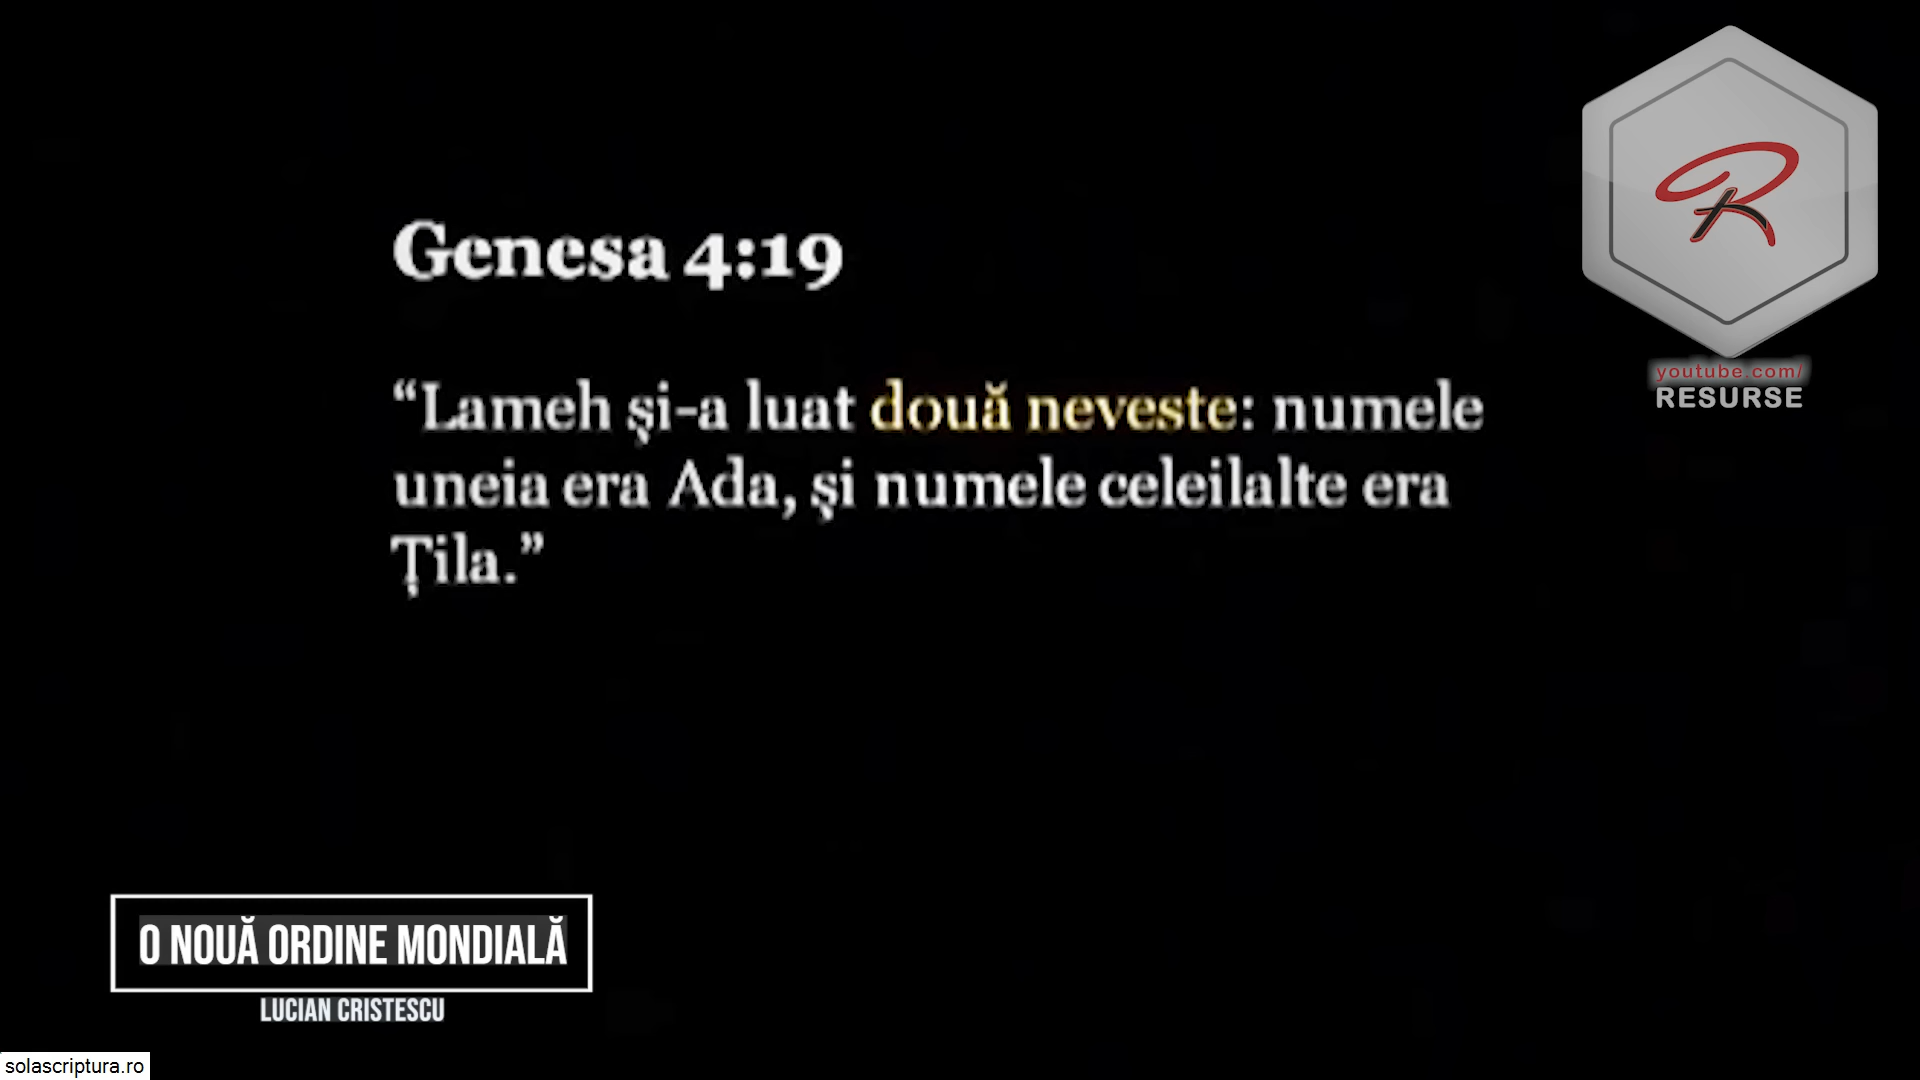 Genesa 4:19
“Lameh și-a luat două neveste: numele
uneia era Ada, și numele celeilalte era
Țila.”
youtube.com/
RESURSE
O NOUĂ ORDINE MONDIALĂ
LUCIAN CRISTESCU
solascriptura.ro